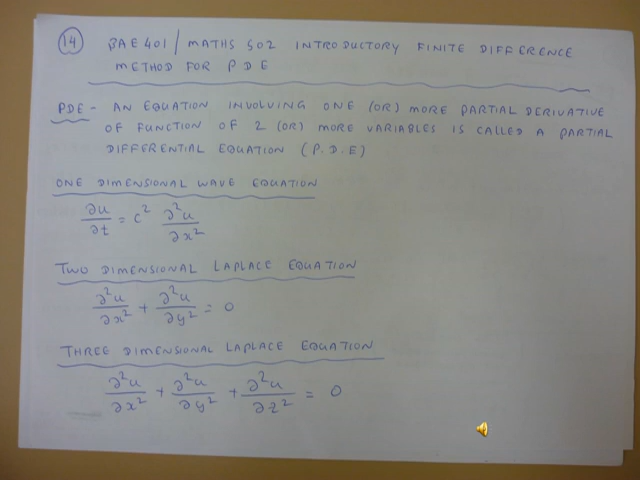 14
BAE401/MATHS 502 INTRODUCTORY FINITE DIFFERENCE
METHOD FOR PDE
PDE - AN EQUATION INVOLVING ONE (OR) MORE PARTIAL DERIVATIVE
OF FUNCTION OF 2 (OR) MORE VARIABLES IS CALLED A PARTIAL
DIFFERENTIAL EQUATION (P.D.E)
ONE DIMENSIONAL WAVE EQUATION
∂u/∂t = c² ∂²u/∂x²
TWO DIMENSIONAL LAPLACE EQUATION
∂²u/∂x² + ∂²u/∂y² = 0
THREE DIMENSIONAL LAPLACE EQUATION
∂²u/∂x² + ∂²u/∂y² + ∂²u/∂z² = 0